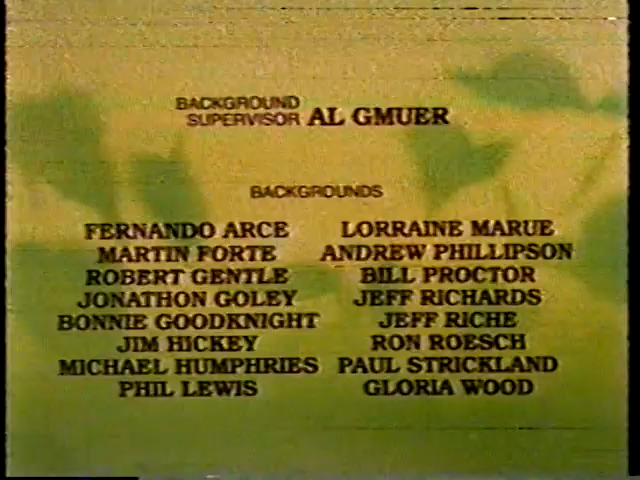 BACKGROUND
SUPERVISOR AL GMUER
BACKGROUNDS
FERNANDO ARCE LORRAINE MARUE
MARTIN FORTE ANDREW PHILLIPSON
ROBERT GENTLE BILL PROCTOR
JONATHON GOLEY JEFF RICHARDS
BONNIE GOODKNIGHT JEFF RICHE
JIM HICKEY RON ROESCH
MICHAEL HUMPHRIES PAUL STRICKLAND
PHIL LEWIS GLORIA WOOD